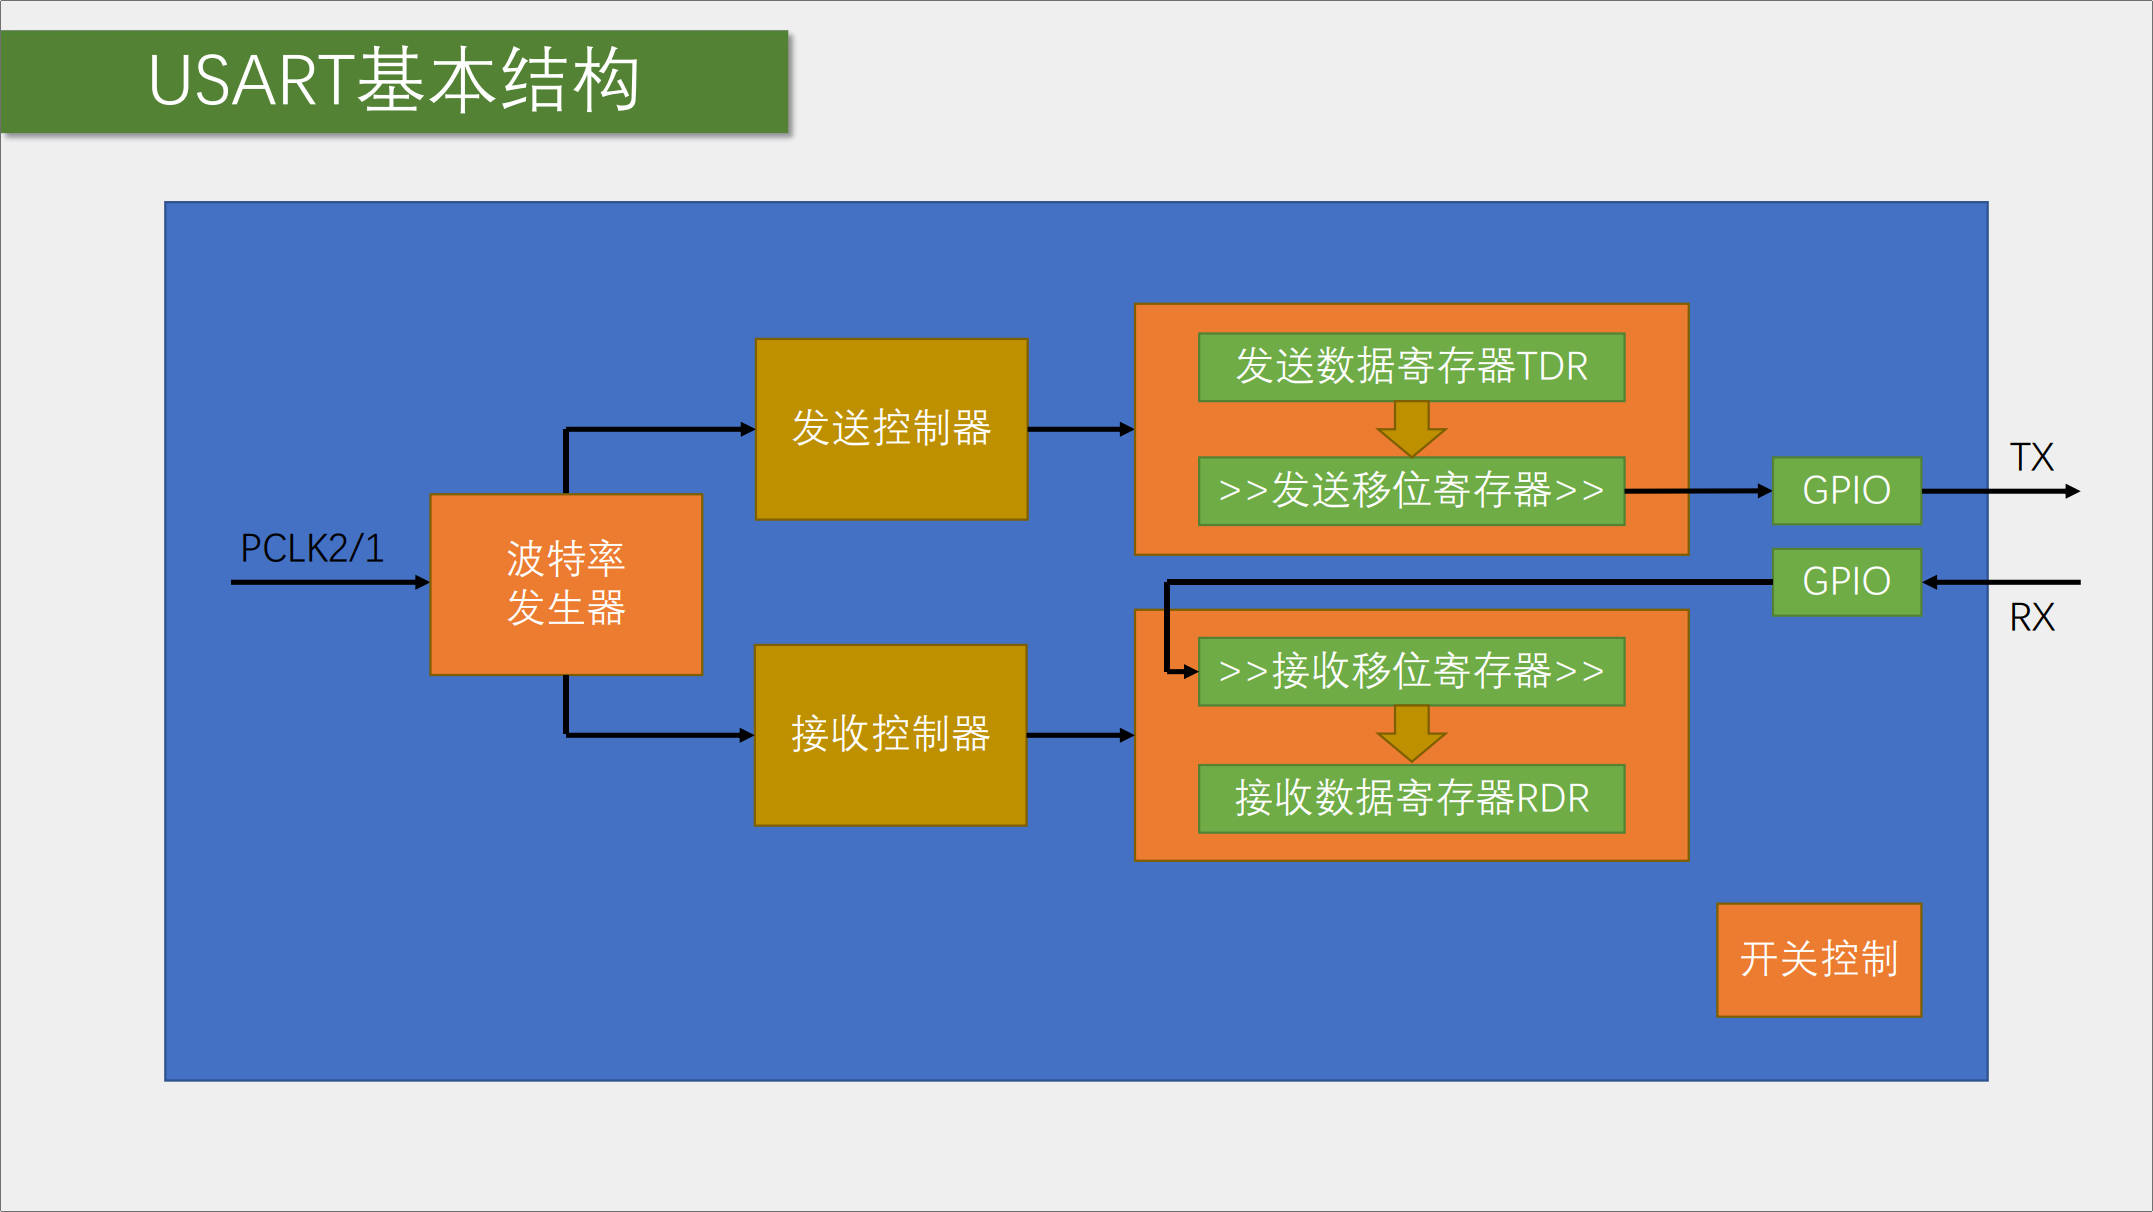 USART基本结构
发送数据寄存器TDR
发送控制器
>>发送移位寄存器>>
GPIO
TX
PCLK2/1
波特率
发生器
GPIO
RX
>>接收移位寄存器>>
接收控制器
接收数据寄存器RDR
开关控制